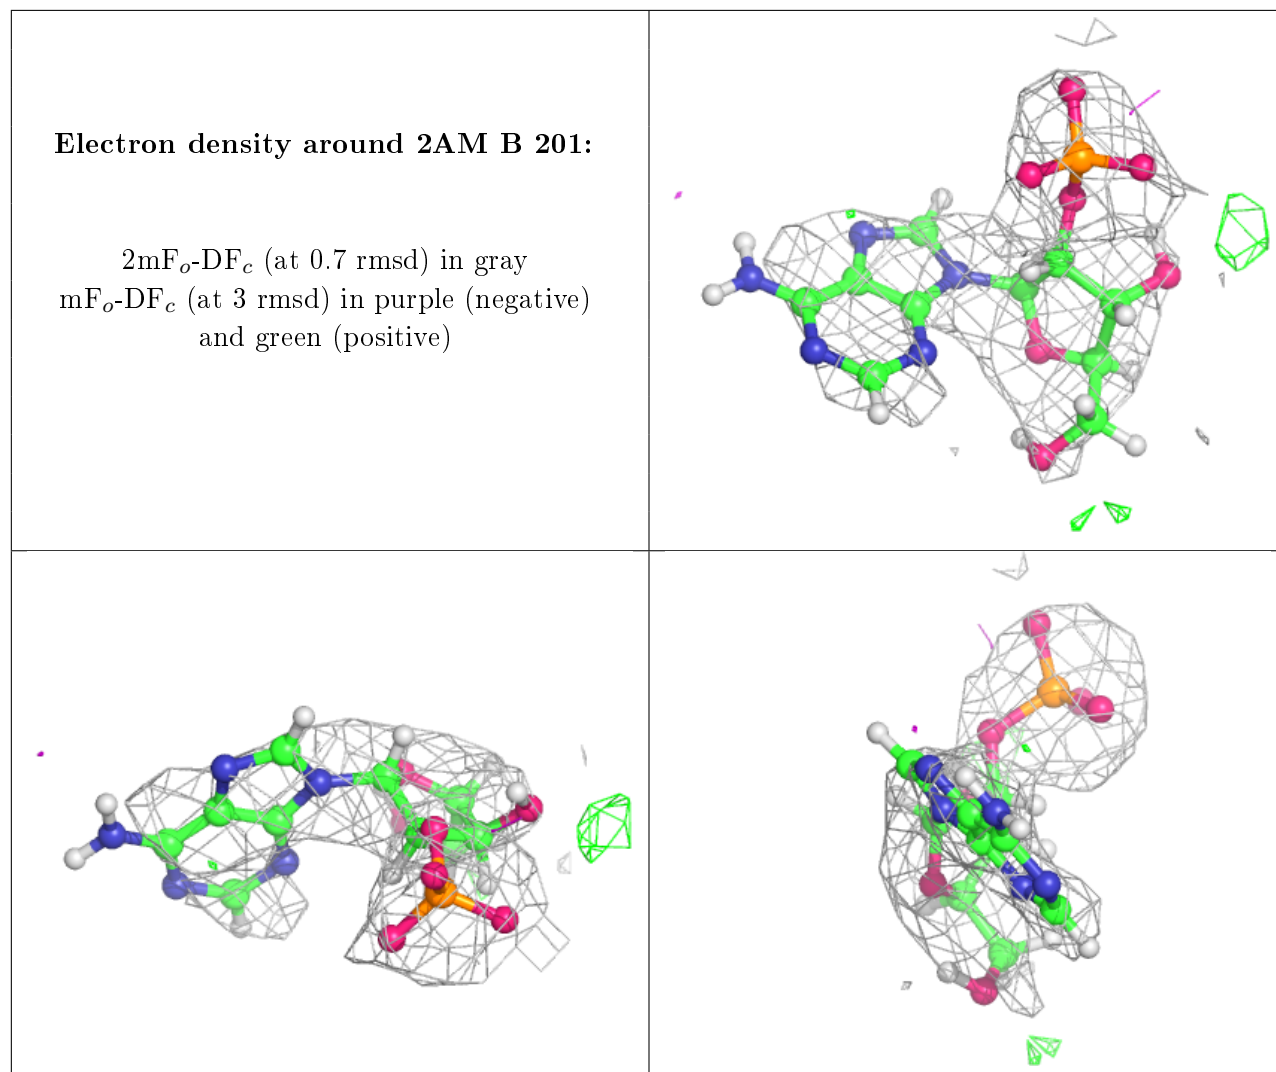 Electron density around 2AM B 201:
2mFₒ-DF𝒸 (at 0.7 rmsd) in gray
mFₒ-DF𝒸 (at 3 rmsd) in purple (negative)
and green (positive)